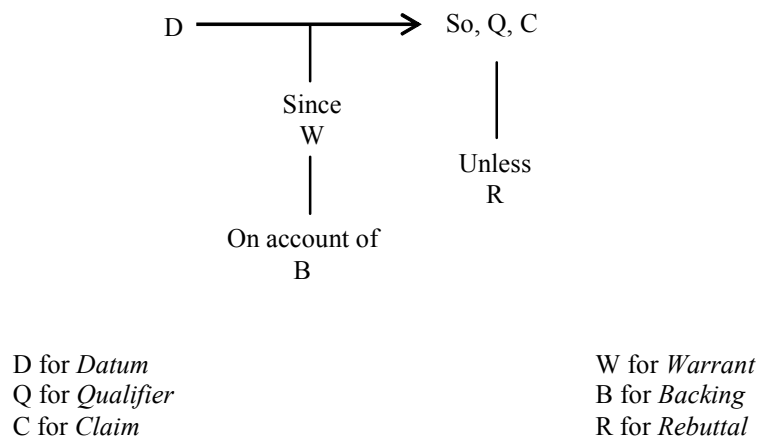 D
So, Q, C
Since
W
Unless
R
On account of
B
D for Datum
Q for Qualifier
C for Claim
W for Warrant
B for Backing
R for Rebuttal